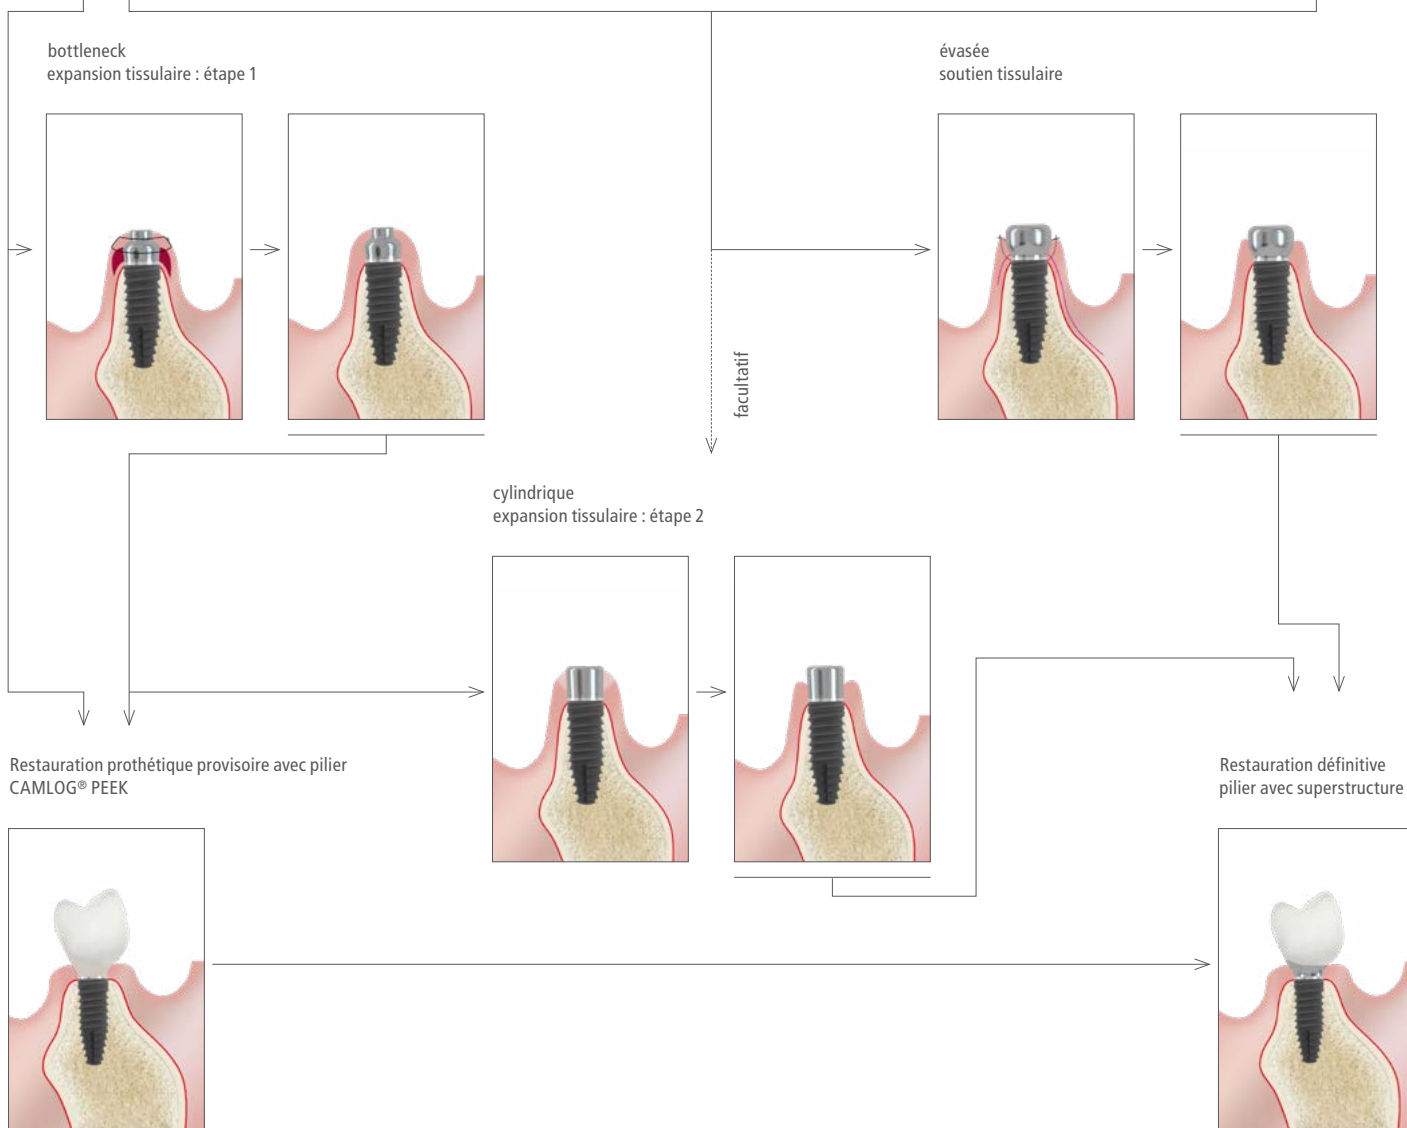 bottleneck
expansion tissulaire : étape 1
évasée
soutien tissulaire
facultatif
cylindrique
expansion tissulaire : étape 2
Restauration prothétique provisoire avec pilier
CAMLOG® PEEK
Restauration définitive
pilier avec superstructure